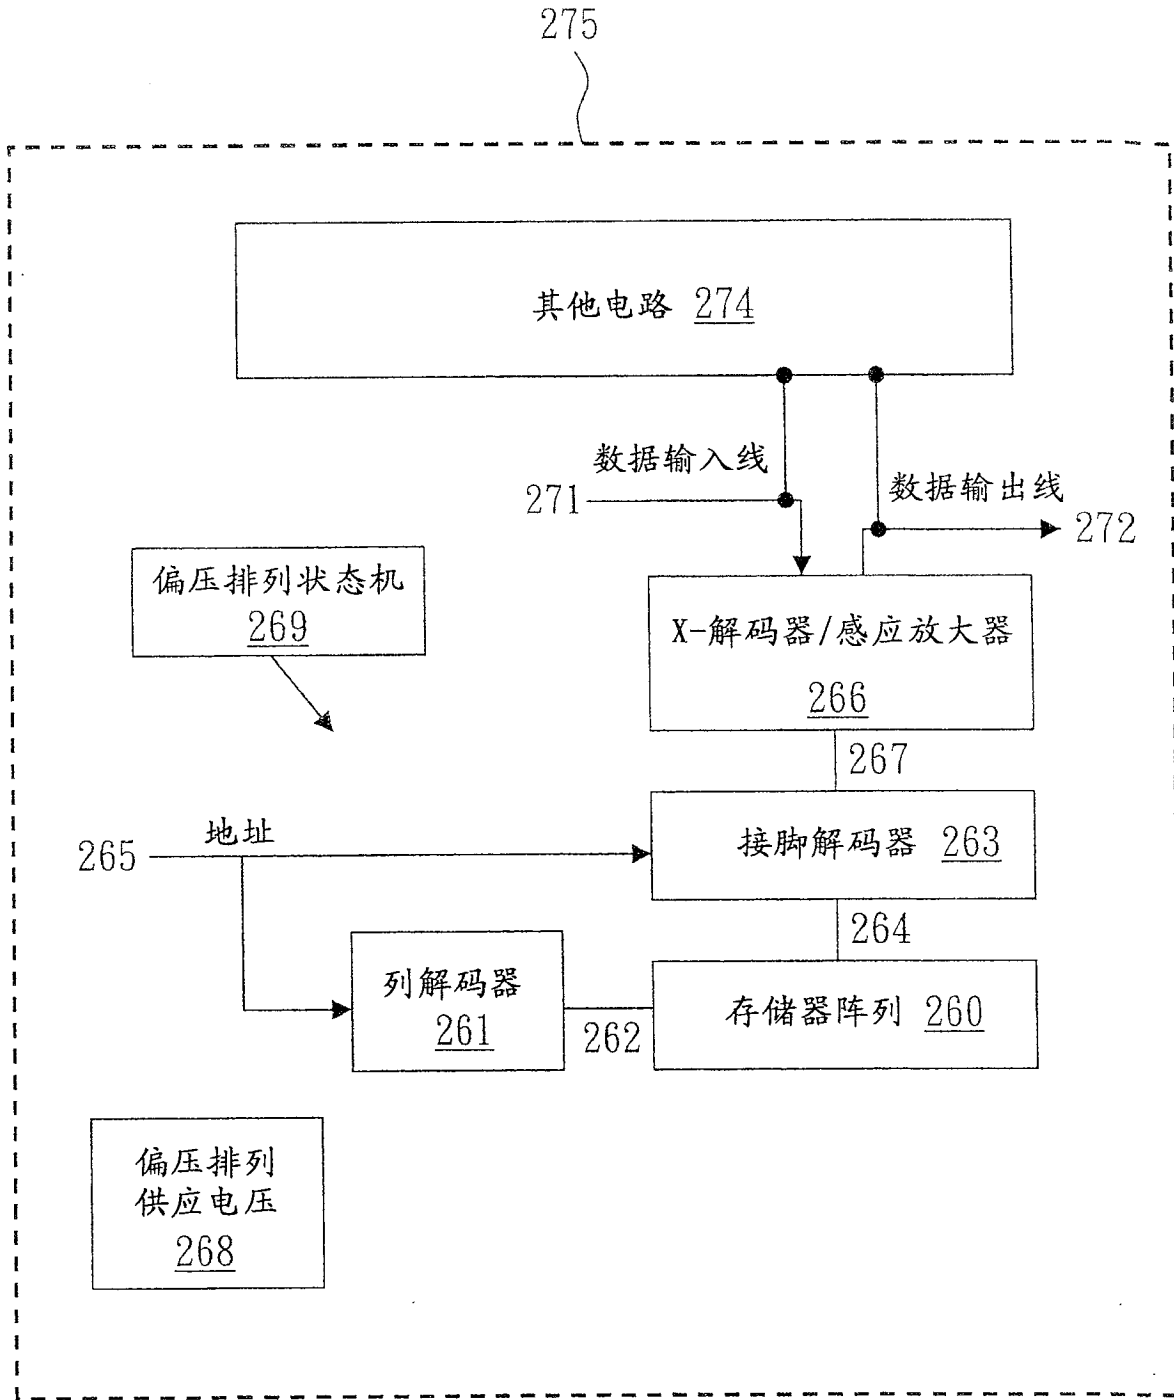 275
其他电路 274
数据输入线
271
数据输出线
272
偏压排列状态机
269
X-解码器/感应放大器
266
267
地址
265
接脚解码器 263
264
列解码器
261
262
存储器阵列 260
偏压排列
供应电压
268